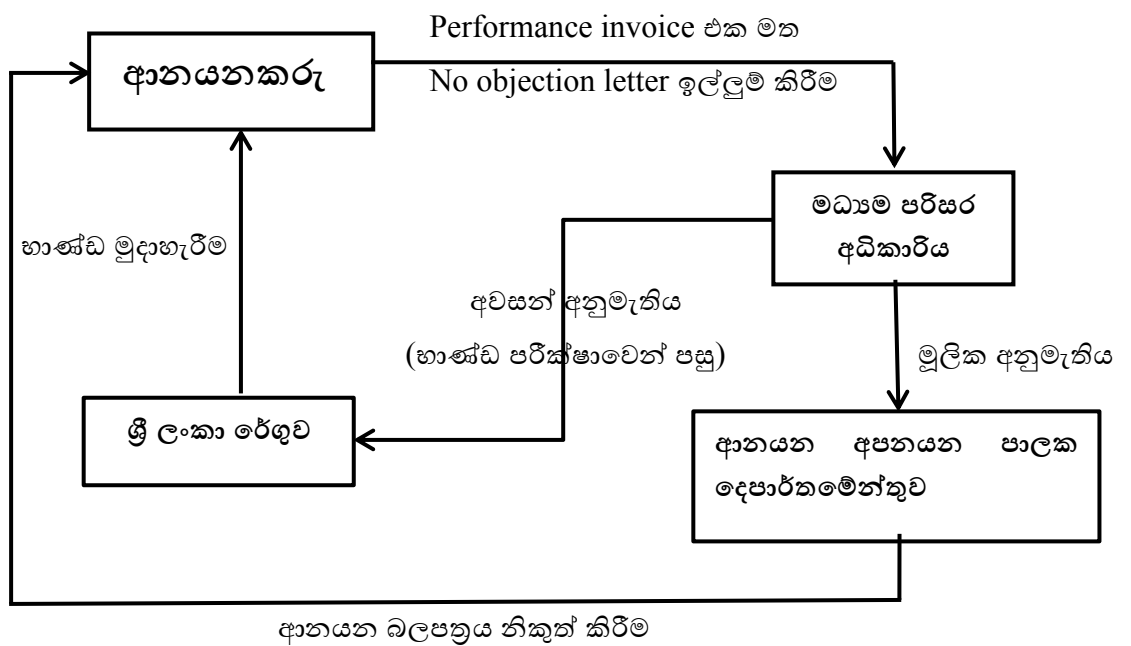 Performance invoice එක මත
No objection letter ඉල්ලුම් කිරීම
ආනයනකරු
මධ්‍යම පරිසර
අධිකාරිය
භාණ්ඩ මුදාහැරීම
අවසන් අනුමැතිය
(භාණ්ඩ පරීක්ෂාවෙන් පසු)
මූලික අනුමැතිය
ශ්‍රී ලංකා රේගුව
ආනයන අපනයන පාලක
දෙපාර්තමේන්තුව
ආනයන බලපත්‍රය නිකුත් කිරීම